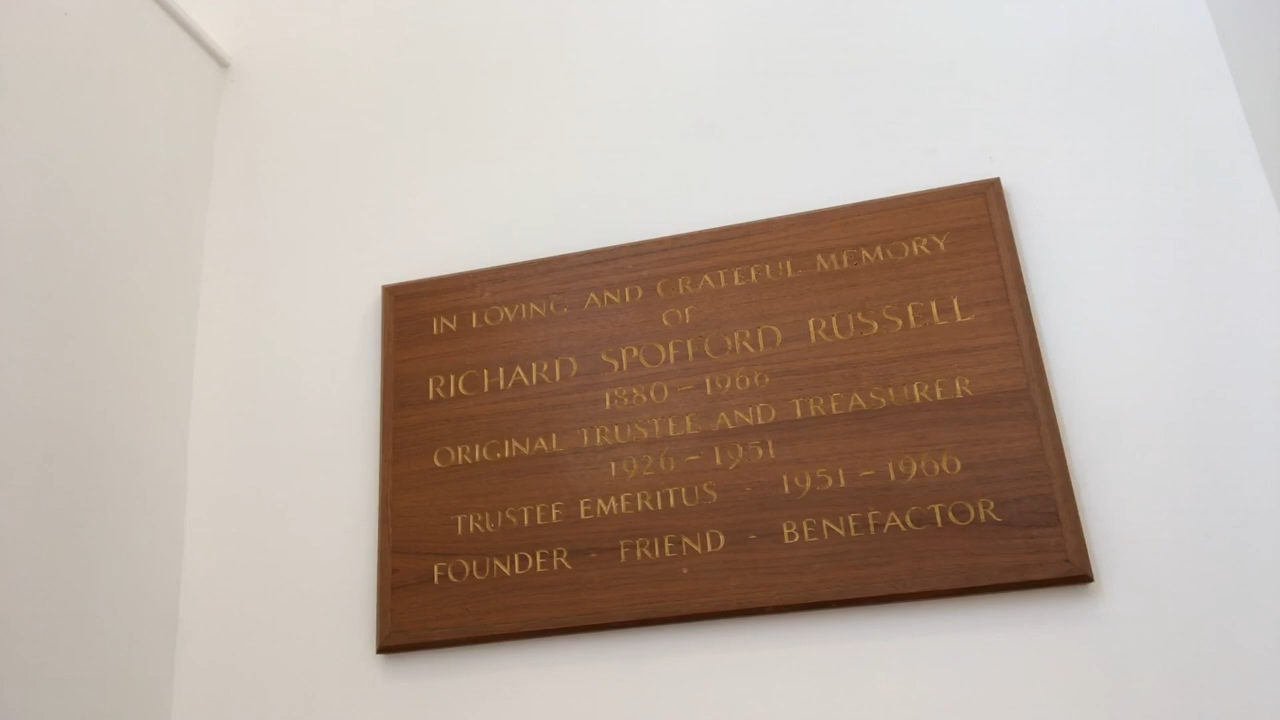 IN LOVING AND GRATEFUL MEMORY
OF
RICHARD SPOFFORD RUSSELL
1880 – 1966
ORIGINAL TRUSTEE AND TREASURER
1926 – 1951
TRUSTEE EMERITUS - 1951 – 1966
FOUNDER - FRIEND - BENEFACTOR